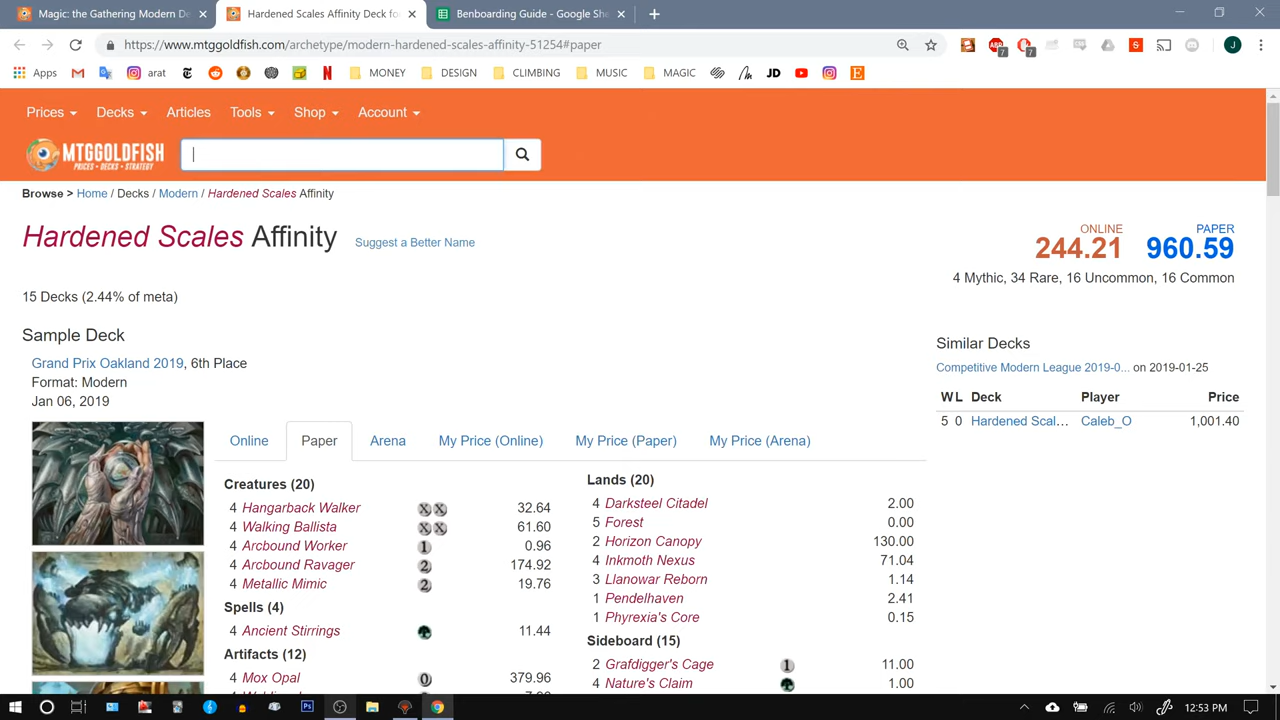 Magic: the Gathering Modern De
Hardened Scales Affinity Deck fo
Benboarding Guide - Google She
https://www.mtggoldfish.com/archetype/modern-hardened-scales-affinity-51254#paper
Apps
arat
MONEY
DESIGN
CLIMBING
MUSIC
MAGIC
JD
Prices
Decks
Articles
Tools
Shop
Account
MTGGOLDFISH
PRICES • DECKS • STRATEGY
Browse > Home / Decks / Modern / Hardened Scales Affinity
Hardened Scales Affinity
Suggest a Better Name
ONLINE
244.21
PAPER
960.59
4 Mythic, 34 Rare, 16 Uncommon, 16 Common
15 Decks (2.44% of meta)
Sample Deck
Grand Prix Oakland 2019, 6th Place
Format: Modern
Jan 06, 2019
Similar Decks
Competitive Modern League 2019-0... on 2019-01-25
W L Deck Player Price
5 0 Hardened Scal... Caleb_O 1,001.40
Online
Paper
Arena
My Price (Online)
My Price (Paper)
My Price (Arena)
Creatures (20)
4 Hangarback Walker X X 32.64
4 Walking Ballista X X 61.60
4 Arcbound Worker 1 0.96
4 Arcbound Ravager 2 174.92
4 Metallic Mimic 2 19.76
Spells (4)
4 Ancient Stirrings 11.44
Artifacts (12)
4 Mox Opal 0 379.96
Lands (20)
4 Darksteel Citadel 2.00
5 Forest 0.00
2 Horizon Canopy 130.00
4 Inkmoth Nexus 71.04
3 Llanowar Reborn 1.14
1 Pendelhaven 2.41
1 Phyrexia's Core 0.15
Sideboard (15)
2 Grafdigger's Cage 1 11.00
4 Nature's Claim 1.00
12:53 PM